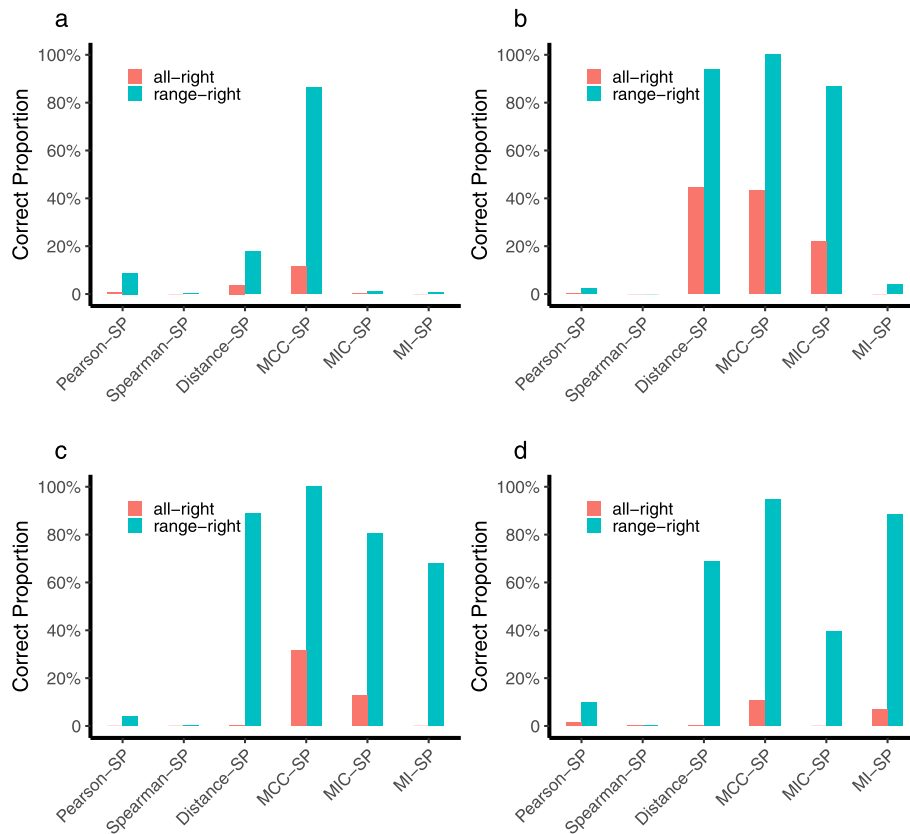 a
Correct Proportion
100%
80%
60%
40%
20%
0
all-right
range-right
Pearson-SP
Spearman-SP
Distance-SP
MCC-SP
MIC-SP
MI-SP
b
Correct Proportion
100%
80%
60%
40%
20%
0
all-right
range-right
Pearson-SP
Spearman-SP
Distance-SP
MCC-SP
MIC-SP
MI-SP
c
Correct Proportion
100%
80%
60%
40%
20%
0
all-right
range-right
Pearson-SP
Spearman-SP
Distance-SP
MCC-SP
MIC-SP
MI-SP
d
Correct Proportion
100%
80%
60%
40%
20%
0
all-right
range-right
Pearson-SP
Spearman-SP
Distance-SP
MCC-SP
MIC-SP
MI-SP